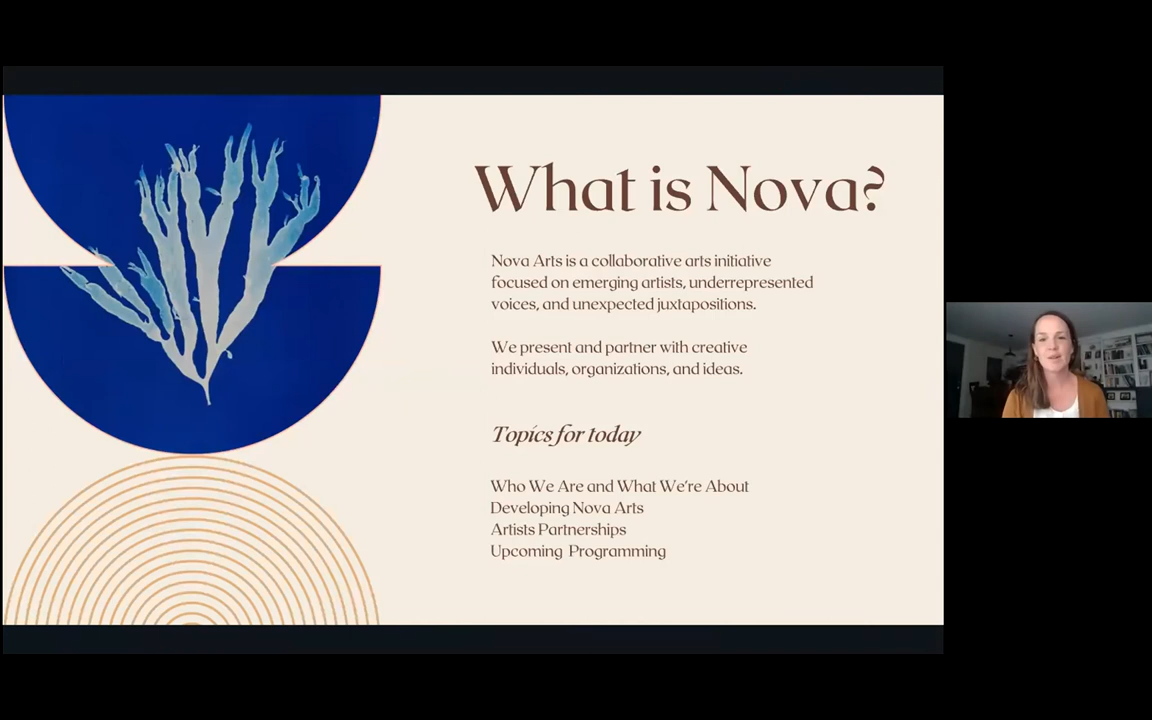 What is Nova?
Nova Arts is a collaborative arts initiative
focused on emerging artists, underrepresented
voices, and unexpected juxtapositions.
We present and partner with creative
individuals, organizations, and ideas.
Topics for today
Who We Are and What We're About
Developing Nova Arts
Artists Partnerships
Upcoming Programming